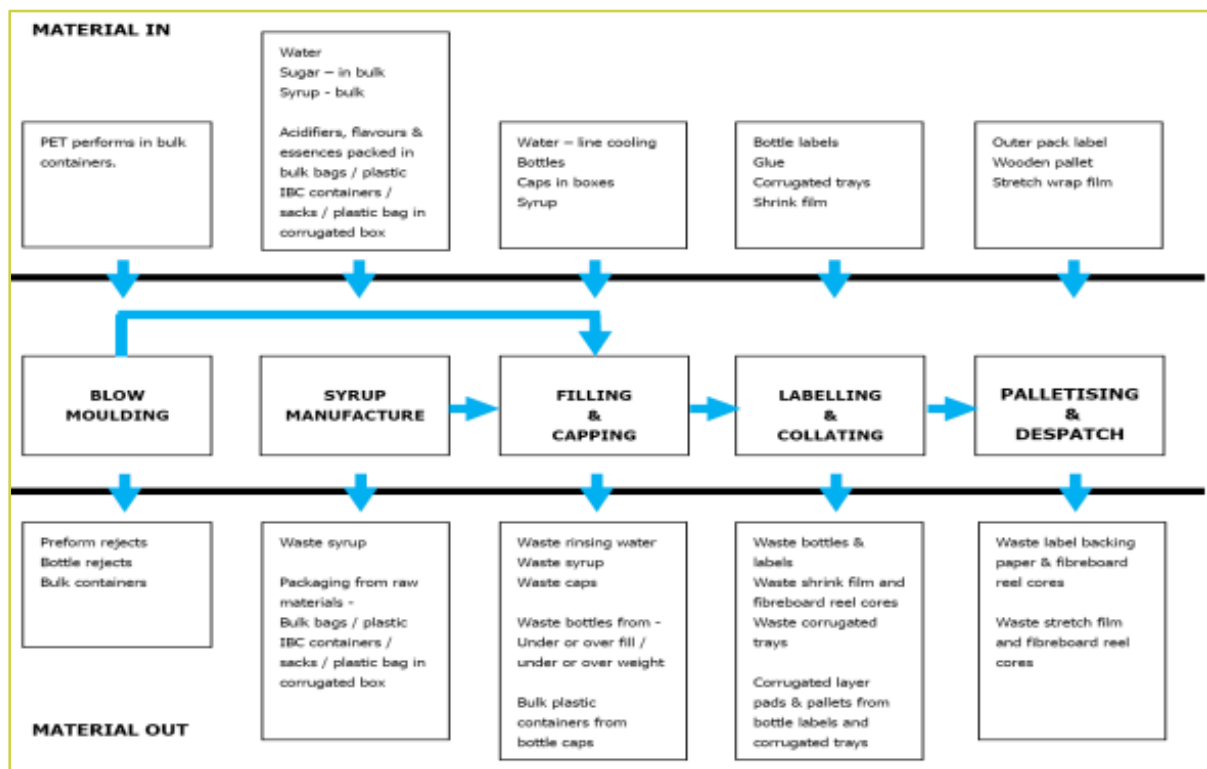 MATERIAL IN
PET performs in bulk
containers.
Water
Sugar – in bulk
Syrup - bulk
Acidifiers, flavours &
essences packed in
bulk bags / plastic
IBC containers /
sacks / plastic bag in
corrugated box
Water – line cooling
Bottles
Caps in boxes
Syrup
Bottle labels
Glue
Corrugated trays
Shrink film
Outer pack label
Wooden pallet
Stretch wrap film
BLOW
MOULDING
SYRUP
MANUFACTURE
FILLING
&
CAPPING
LABELLING
&
COLLATING
PALLETISING
&
DESPATCH
Preform rejects
Bottle rejects
Bulk containers
Waste syrup
Packaging from raw
materials -
Bulk bags / plastic
IBC containers /
sacks / plastic bag in
corrugated box
Waste rinsing water
Waste syrup
Waste caps
Waste bottles from -
Under or over fill /
under or over weight
Bulk plastic
containers from
bottle caps
Waste bottles &
labels
Waste shrink film and
fibreboard reel cores
Waste corrugated
trays
Corrugated layer
pads & pallets from
bottle labels and
corrugated trays
Waste label backing
paper & fibreboard
reel cores
Waste stretch film
and fibreboard reel
cores
MATERIAL OUT